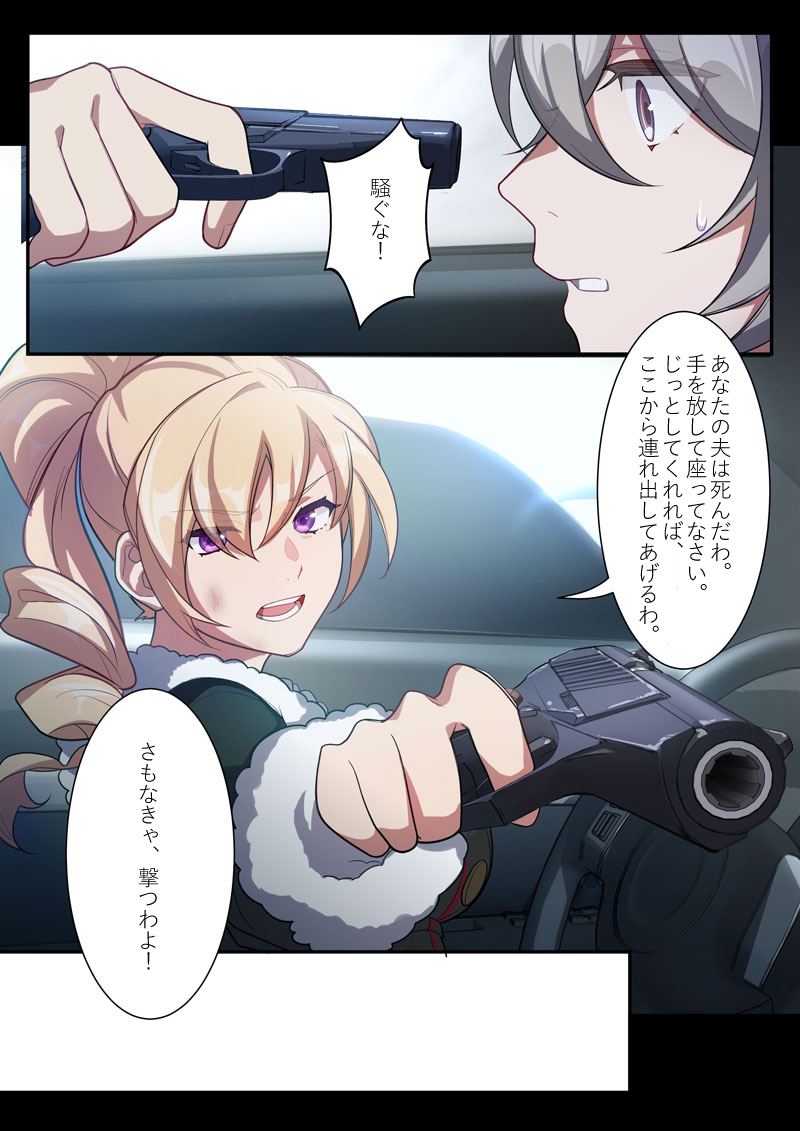 騒ぐな！
あなたの夫は死んだわ。
手を放して座ってなさい。
じっとしてくれれば、
ここから連れ出してあげるわ。
さもなきゃ、撃つわよ！